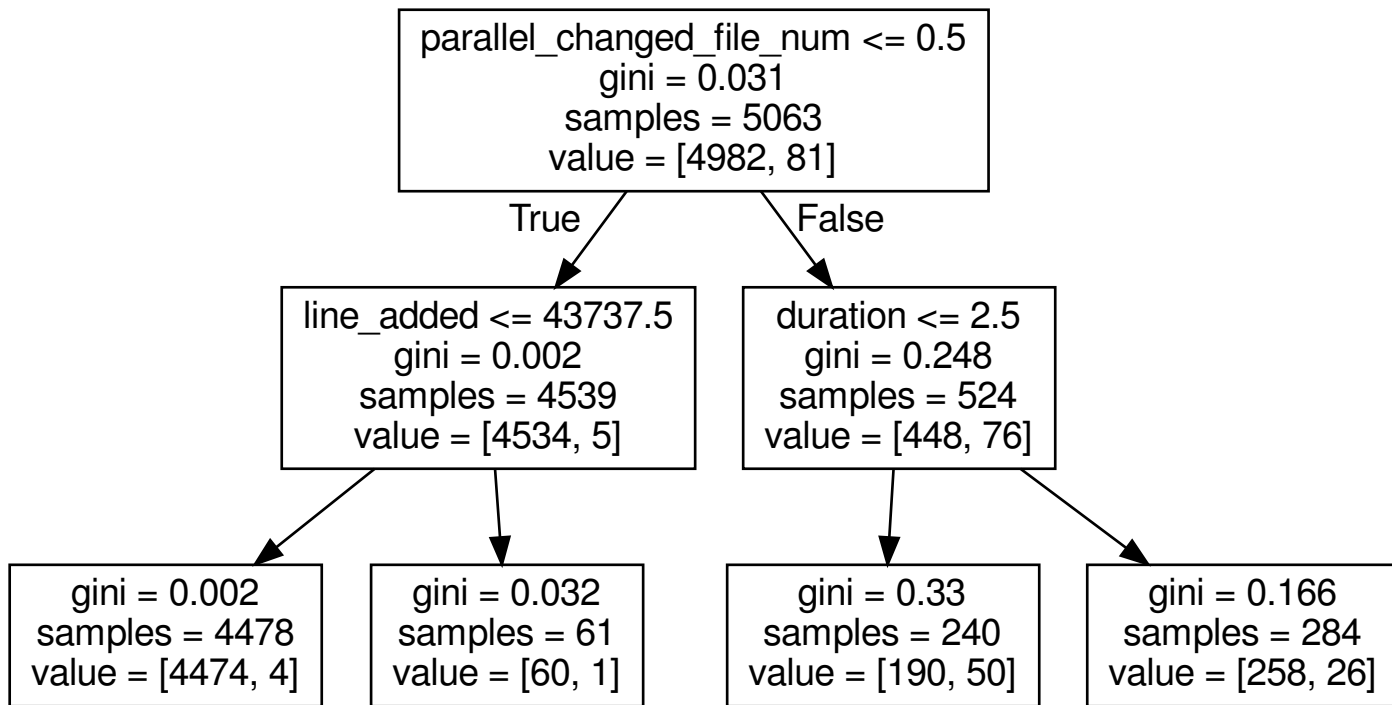 parallel_changed_file_num <= 0.5
gini = 0.031
samples = 5063
value = [4982, 81]
True
False
line_added <= 43737.5
gini = 0.002
samples = 4539
value = [4534, 5]
duration <= 2.5
gini = 0.248
samples = 524
value = [448, 76]
gini = 0.002
samples = 4478
value = [4474, 4]
gini = 0.032
samples = 61
value = [60, 1]
gini = 0.33
samples = 240
value = [190, 50]
gini = 0.166
samples = 284
value = [258, 26]